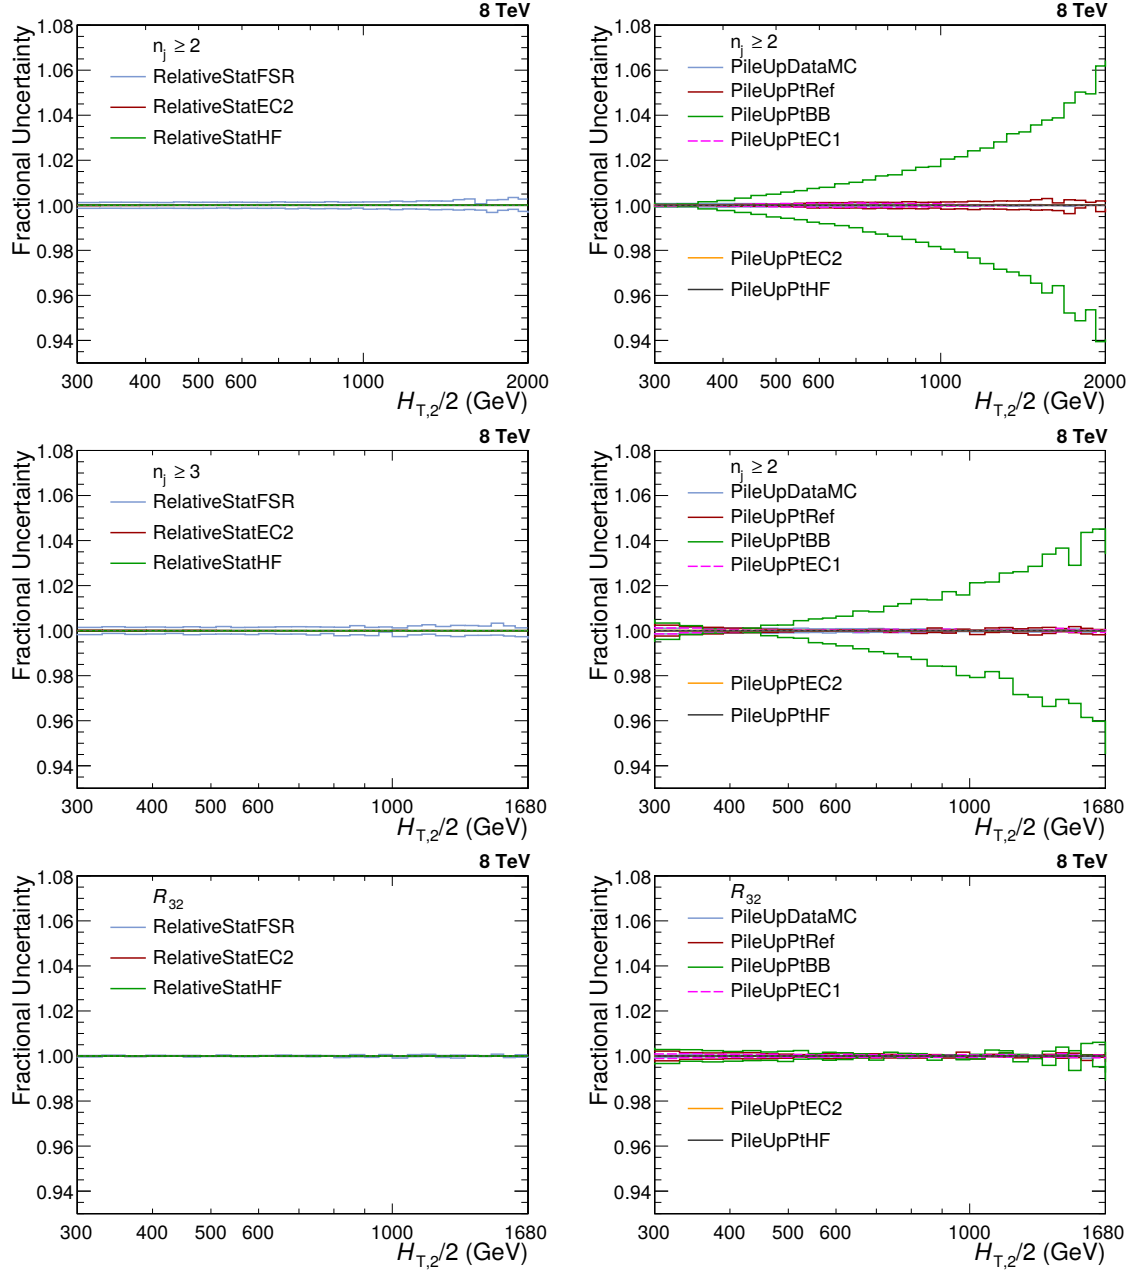 8 TeV
Fractional Uncertainty
1.08
1.06
1.04
1.02
1.00
0.98
0.96
0.94
n_j ≥ 2
RelativeStatFSR
RelativeStatEC2
RelativeStatHF
300 400 500 600 1000 2000
H_T,2/2 (GeV)
8 TeV
Fractional Uncertainty
1.08
1.06
1.04
1.02
1.00
0.98
0.96
0.94
n_j ≥ 2
PileUpDataMC
PileUpPtRef
PileUpPtBB
PileUpPtEC1
PileUpPtEC2
PileUpPtHF
300 400 500 600 1000 2000
H_T,2/2 (GeV)
8 TeV
Fractional Uncertainty
1.08
1.06
1.04
1.02
1.00
0.98
0.96
0.94
n_j ≥ 3
RelativeStatFSR
RelativeStatEC2
RelativeStatHF
300 400 500 600 1000 1680
H_T,2/2 (GeV)
8 TeV
Fractional Uncertainty
1.08
1.06
1.04
1.02
1.00
0.98
0.96
0.94
n_j ≥ 2
PileUpDataMC
PileUpPtRef
PileUpPtBB
PileUpPtEC1
PileUpPtEC2
PileUpPtHF
300 400 500 600 1000 1680
H_T,2/2 (GeV)
8 TeV
Fractional Uncertainty
1.08
1.06
1.04
1.02
1.00
0.98
0.96
0.94
R_32
RelativeStatFSR
RelativeStatEC2
RelativeStatHF
300 400 500 600 1000 1680
H_T,2/2 (GeV)
8 TeV
Fractional Uncertainty
1.08
1.06
1.04
1.02
1.00
0.98
0.96
0.94
R_32
PileUpDataMC
PileUpPtRef
PileUpPtBB
PileUpPtEC1
PileUpPtEC2
PileUpPtHF
300 400 500 600 1000 1680
H_T,2/2 (GeV)